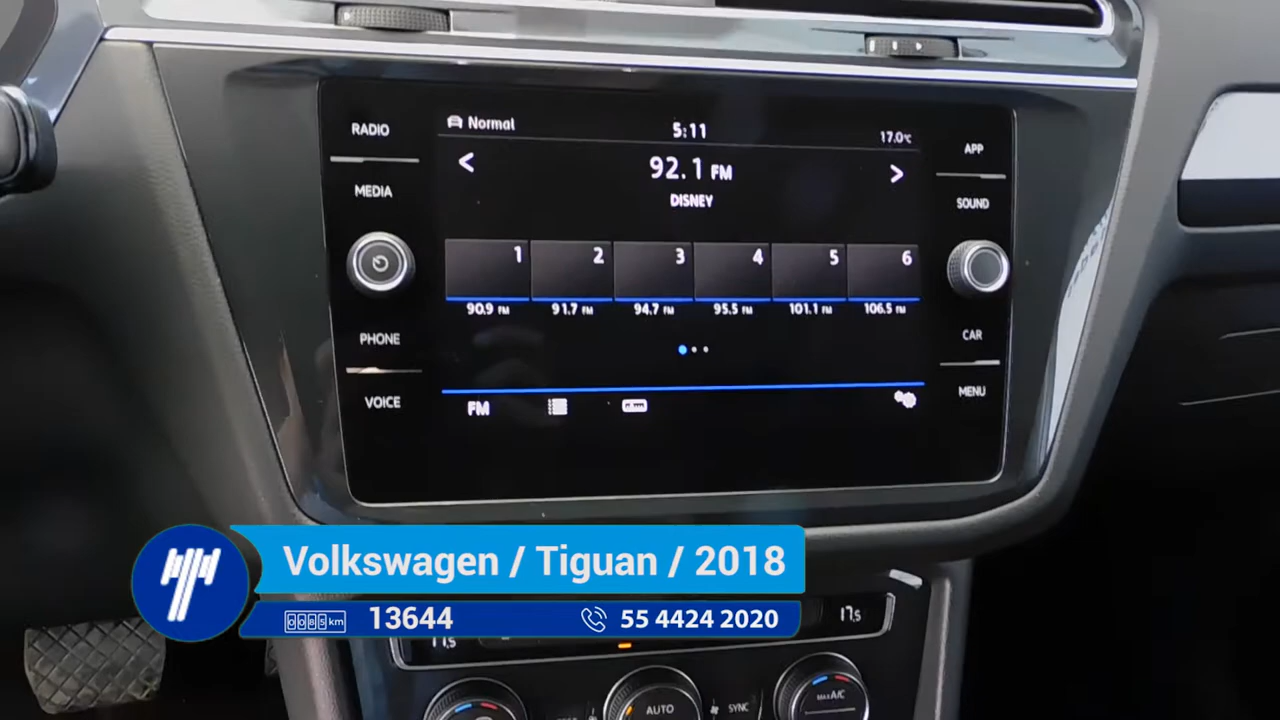 RADIO
MEDIA
PHONE
VOICE
Normal
5:11
17.0°C
<
92.1 FM
>
DISNEY
1 2 3 4 5 6
90.9 FM 91.7 FM 94.7 FM 95.5 FM 101.1 FM 106.5 FM
FM
APP
SOUND
CAR
MENU
Volkswagen / Tiguan / 2018
0085 km 13644 55 4424 2020
17.5
AUTO
SYNC
MAX A/C